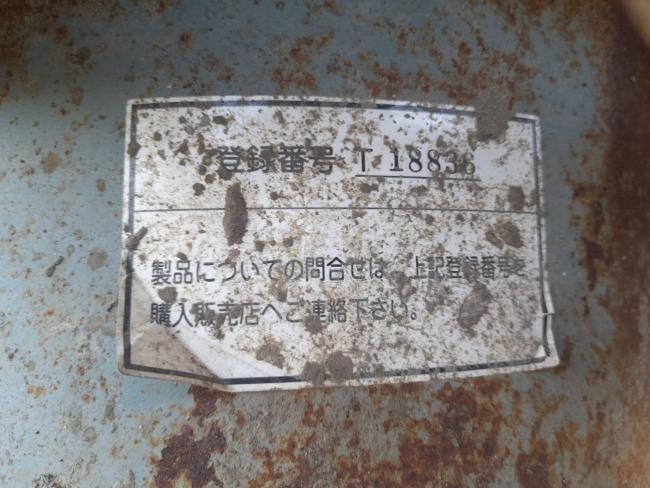 登録番号 T 18838
製品についての問合せは、上記登録番号を
購入販売店へご連絡下さい。